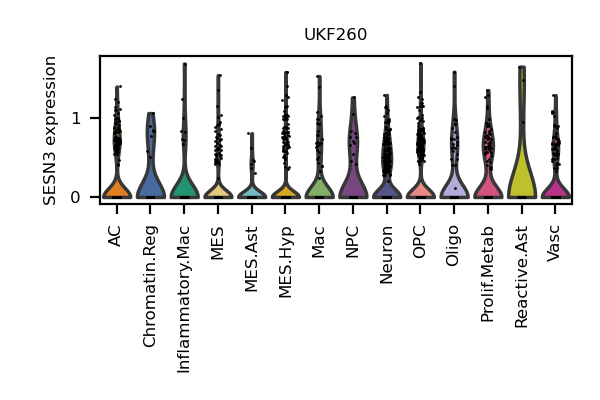 UKF260
SESN3 expression
1
0
AC
Chromatin.Reg
Inflammatory.Mac
MES
MES.Ast
MES.Hyp
Mac
NPC
Neuron
OPC
Oligo
Prolif.Metab
Reactive.Ast
Vasc